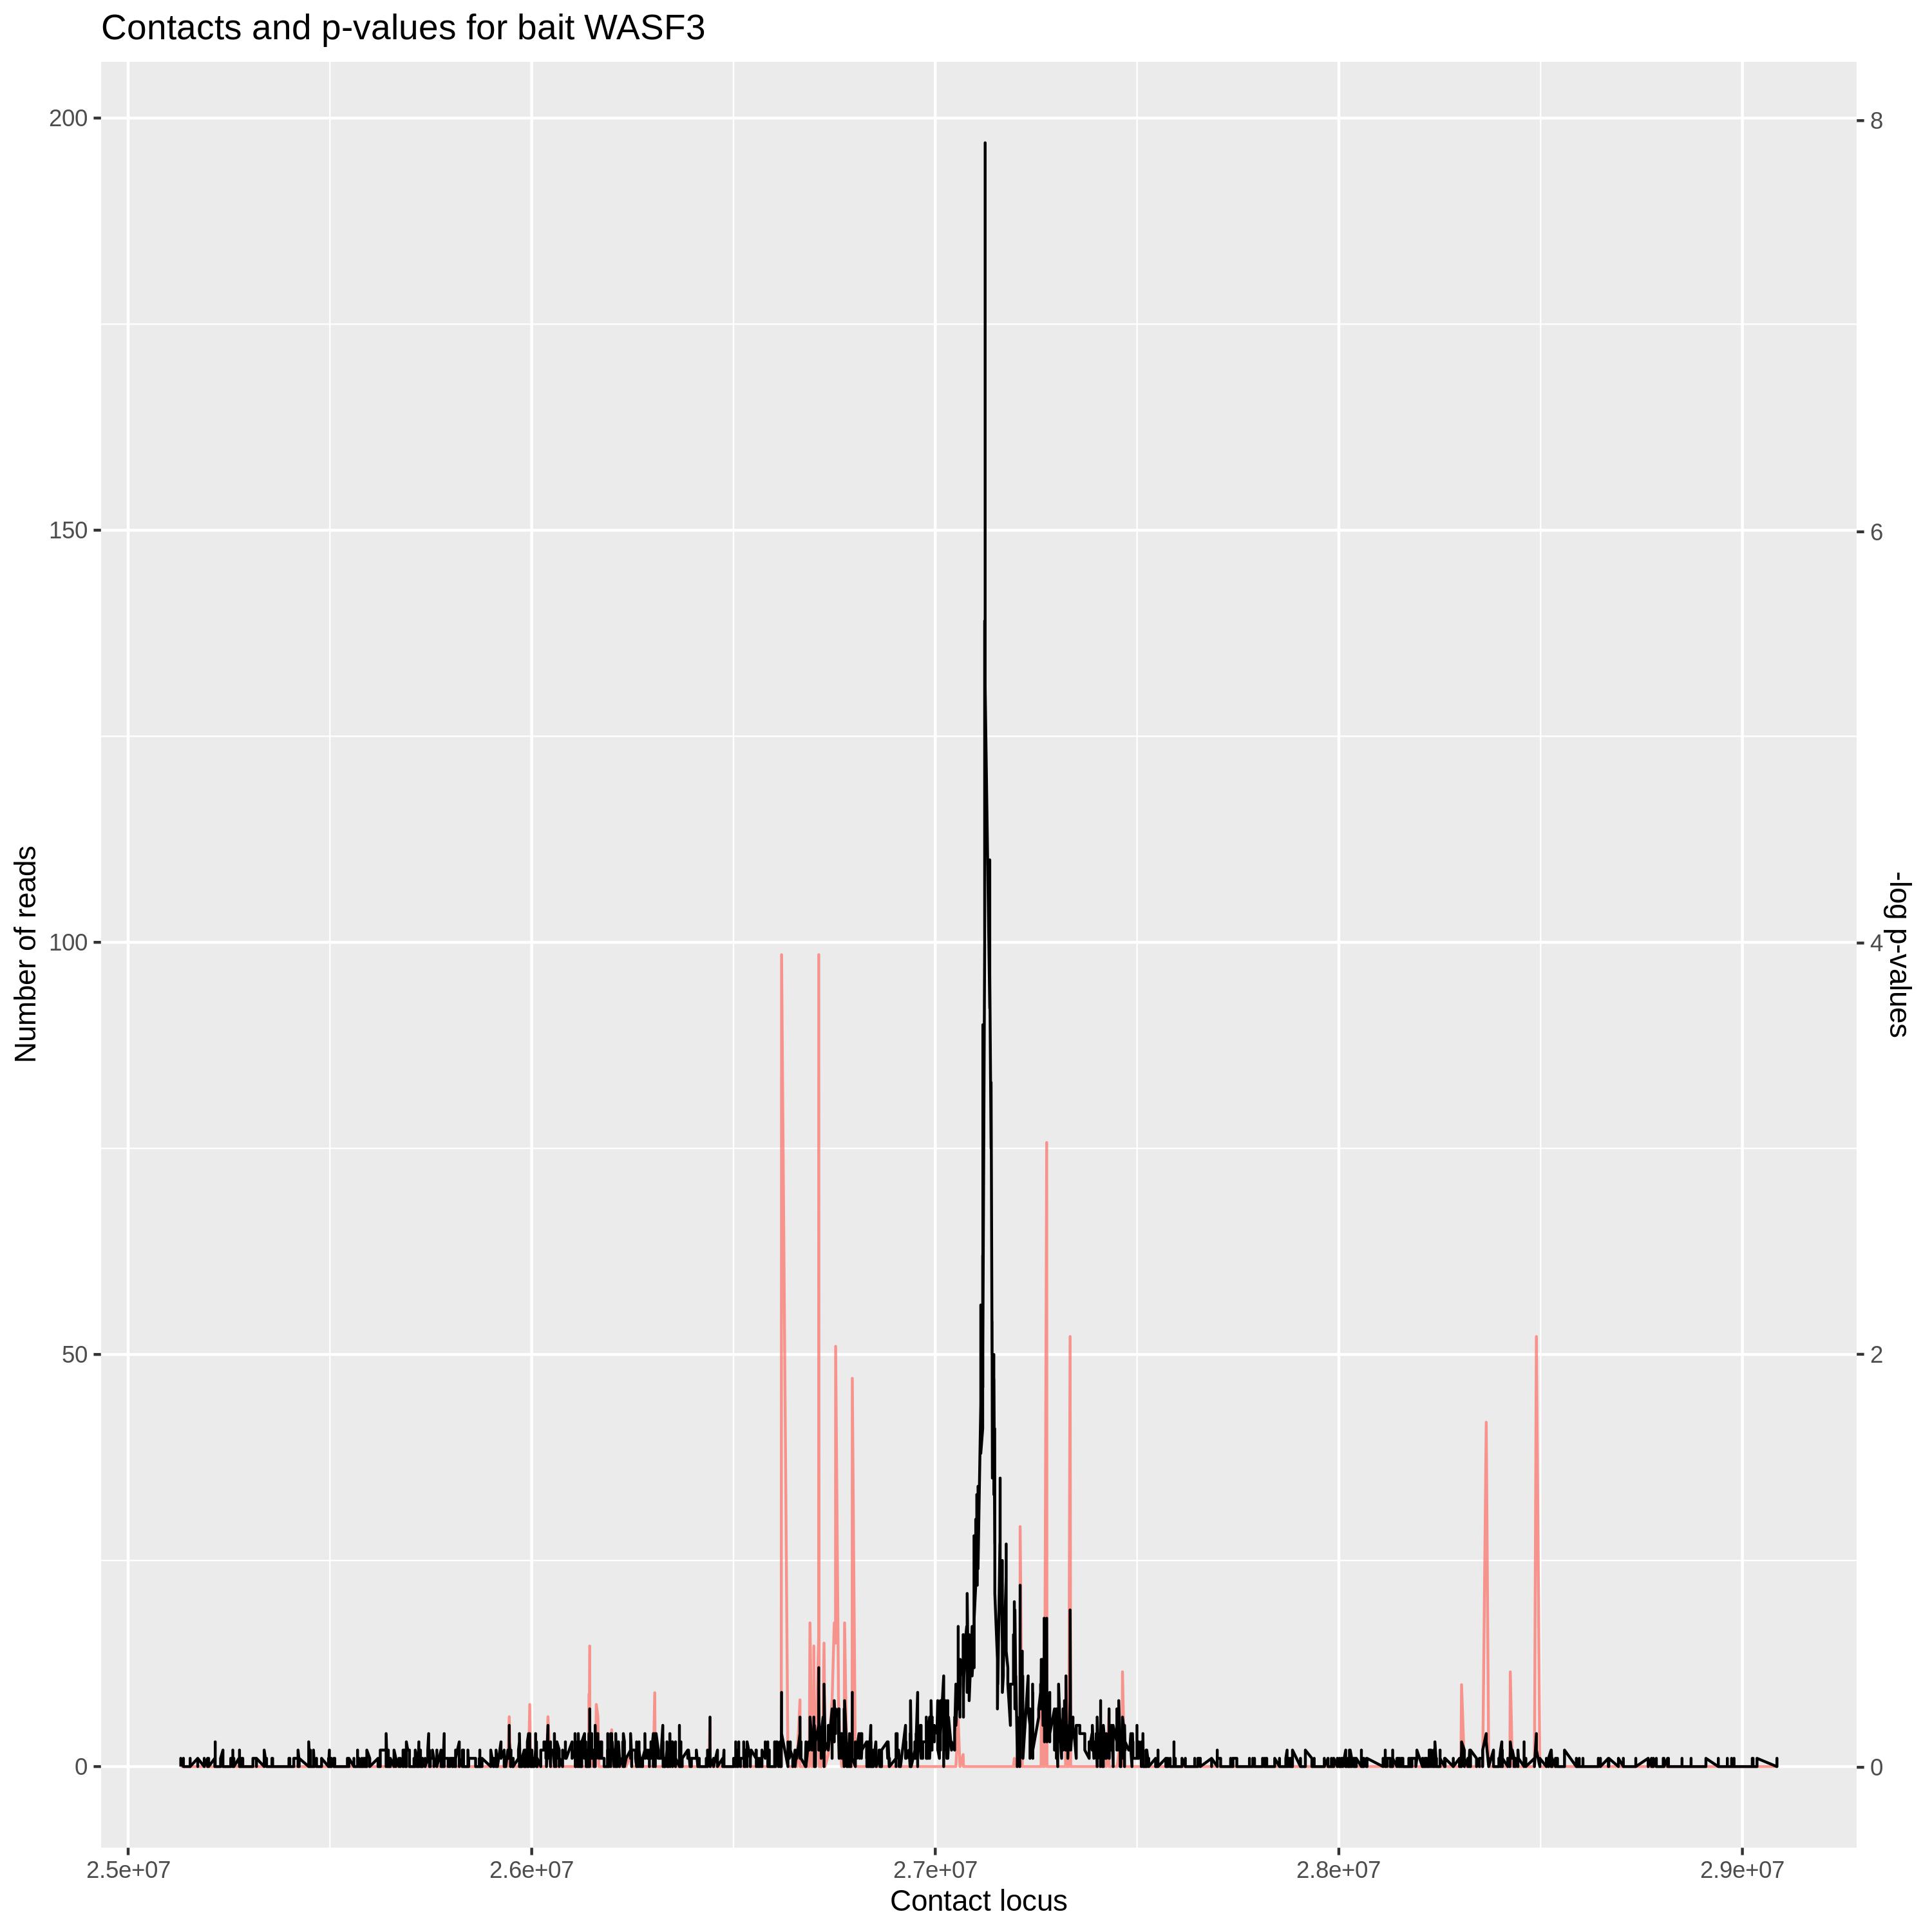 Contacts and p-values for bait WASF3
200
150
100
50
0
Number of reads
8
6
4
2
0
-log p-values
2.5e+07
2.6e+07
2.7e+07
2.8e+07
2.9e+07
Contact locus